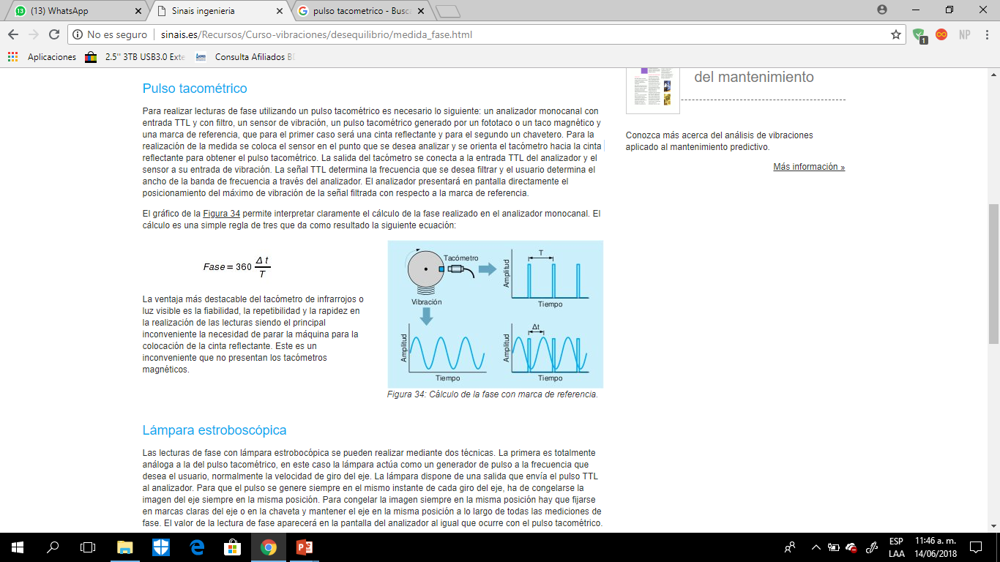 (13) WhatsApp
Sinais ingenieria
pulso tacometrico - Busc
No es seguro
sinais.es/Recursos/Curso-vibraciones/desequilibrio/medida_fase.html
1
NP
Aplicaciones
2.5" 3TB USB3.0 Exte
Consulta Afiliados BD
del mantenimiento
Conozca más acerca del análisis de vibraciones
aplicado al mantenimiento predictivo.
Más información »
Pulso tacométrico
Para realizar lecturas de fase utilizando un pulso tacométrico es necesario lo siguiente: un analizador monocanal con
entrada TTL y con filtro, un sensor de vibración, un pulso tacométrico generado por un fototaco o un taco magnético y
una marca de referencia, que para el primer caso será una cinta reflectante y para el segundo un chavetero. Para la
realización de la medida se coloca el sensor en el punto que se desea analizar y se orienta el tacómetro hacia la cinta
reflectante para obtener el pulso tacométrico. La salida del tacómetro se conecta a la entrada TTL del analizador y el
sensor a su entrada de vibración. La señal TTL determina la frecuencia que se desea filtrar y el usuario determina el
ancho de la banda de frecuencia a través del analizador. El analizador presentará en pantalla directamente el
posicionamiento del máximo de vibración de la señal filtrada con respecto a la marca de referencia.
El gráfico de la Figura 34 permite interpretar claramente el cálculo de la fase realizado en el analizador monocanal. El
cálculo es una simple regla de tres que da como resultado la siguiente ecuación:
Fase = 360 Δ t / T
La ventaja más destacable del tacómetro de infrarrojos o
luz visible es la fiabilidad, la repetibilidad y la rapidez en
la realización de las lecturas siendo el principal
inconveniente la necesidad de parar la máquina para la
colocación de la cinta reflectante. Este es un
inconveniente que no presentan los tacómetros
magnéticos.
Tacómetro
Vibración
Amplitud
T
Tiempo
Amplitud
Tiempo
Amplitud
Δt
Tiempo
Figura 34: Cálculo de la fase con marca de referencia.
Lámpara estroboscópica
Las lecturas de fase con lámpara estrobocópica se pueden realizar mediante dos técnicas. La primera es totalmente
análoga a la del pulso tacométrico, en este caso la lámpara actúa como un generador de pulso a la frecuencia que
desea el usuario, normalmente la velocidad de giro del eje. La lámpara dispone de una salida que envía el pulso TTL
al analizador. Para que el pulso se genere siempre en el mismo instante de cada giro del eje, ha de congelarse la
imagen del eje siempre en la misma posición. Para congelar la imagen siempre en la misma posición hay que fijarse
en marcas claras del eje o en la chaveta y mantener el eje en la misma posición a lo largo de todas las mediciones de
fase. El valor de la lectura de fase aparecerá en la pantalla del analizador al igual que ocurre con el pulso tacométrico.
ESP
LAA
11:46 a. m.
14/06/2018